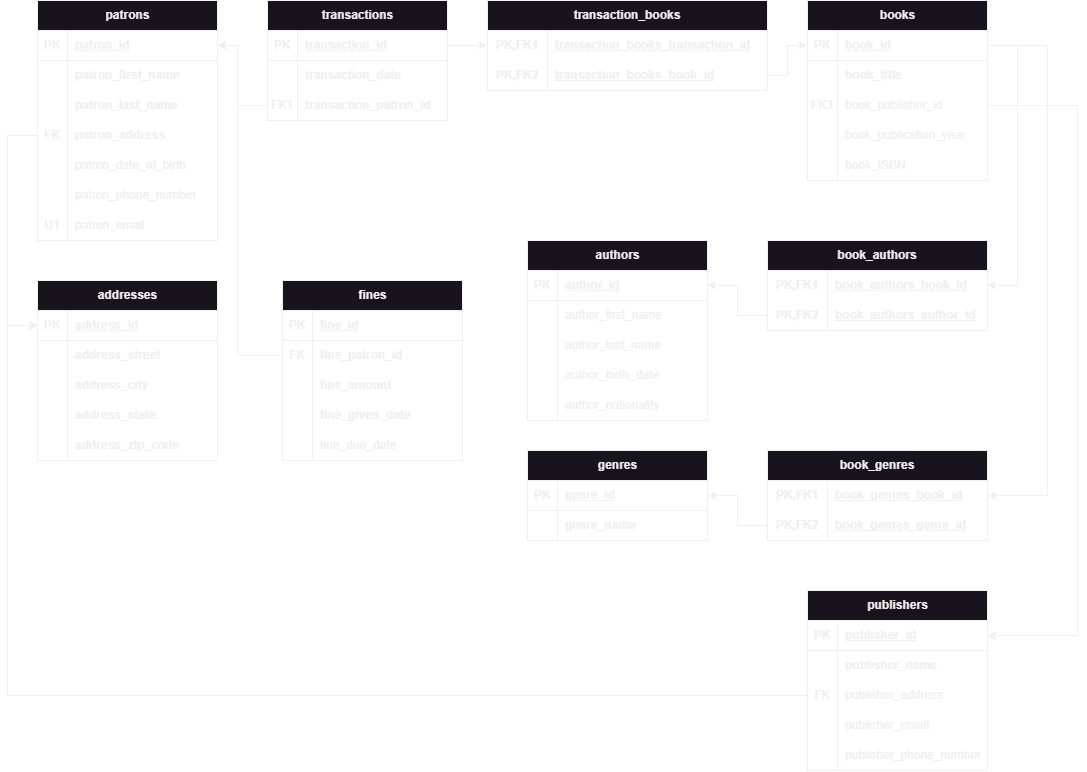 patrons
PK patron_id
patron_first_name
patron_last_name
FK patron_address
patron_date_of_birth
patron_phone_number
U1 patron_email
transactions
PK transaction_id
transaction_date
FK1 transaction_patron_id
transaction_books
PK,FK1 transaction_books_transaction_id
PK,FK2 transaction_books_book_id
books
PK book_id
book_title
FK3 book_publisher_id
book_publication_year
book_ISBN
addresses
PK address_id
address_street
address_city
address_state
address_zip_code
fines
PK fine_id
FK fine_patron_id
fine_amount
fine_given_date
fine_due_date
authors
PK author_id
author_first_name
author_last_name
author_birth_date
author_nationality
book_authors
PK,FK1 book_authors_book_id
PK,FK2 book_authors_author_id
genres
PK genre_id
genre_name
book_genres
PK,FK1 book_genres_book_id
PK,FK2 book_genres_genre_id
publishers
PK publisher_id
publisher_name
FK publisher_address
publisher_email
publisher_phone_number